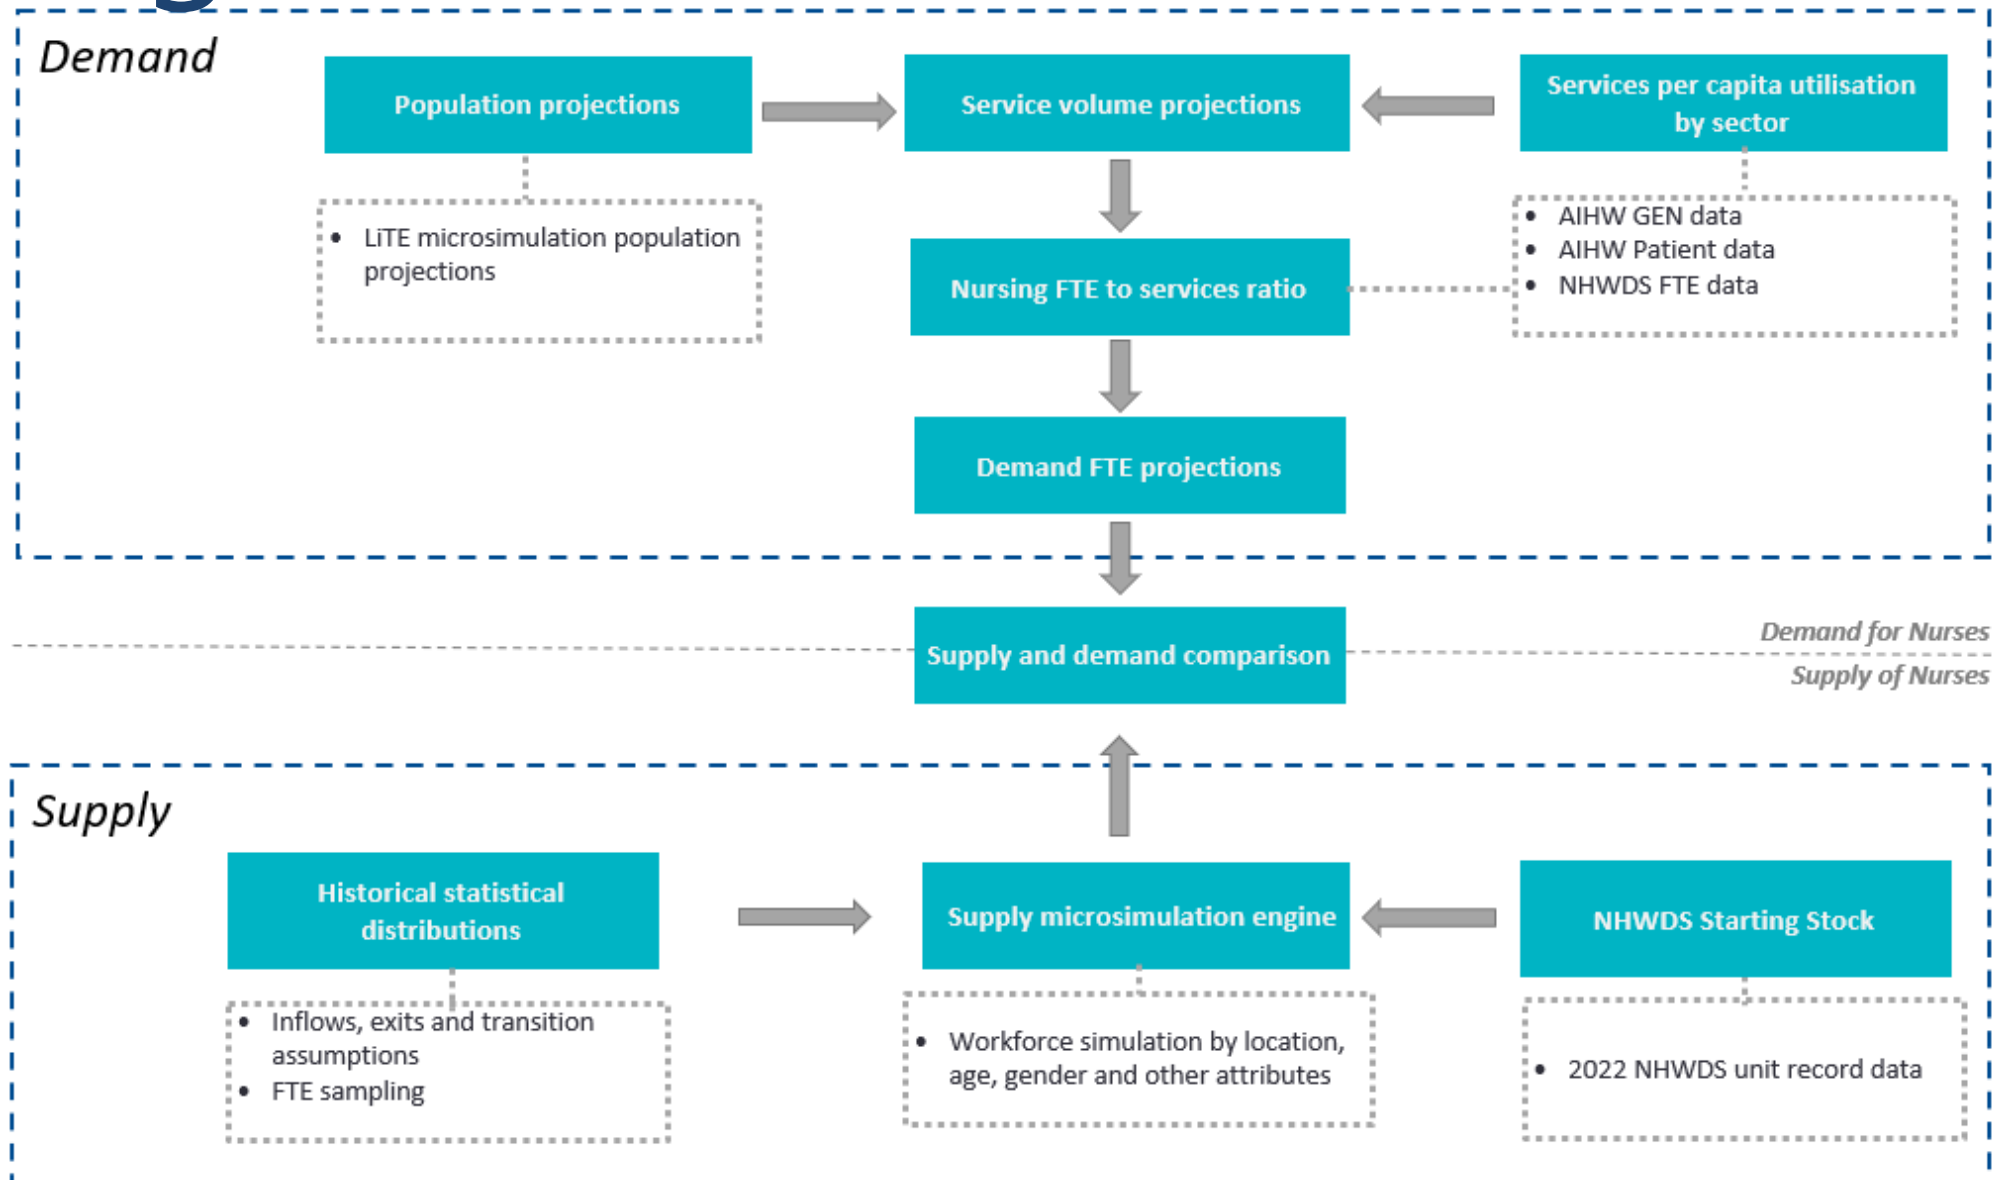 Demand
Population projections
Service volume projections
Services per capita utilisation
by sector
• LiTE microsimulation population
projections
• AIHW GEN data
• AIHW Patient data
• NHWDS FTE data
Nursing FTE to services ratio
Demand FTE projections
Supply and demand comparison
Demand for Nurses
Supply of Nurses
Supply
Historical statistical
distributions
Supply microsimulation engine
NHWDS Starting Stock
• Inflows, exits and transition
assumptions
• FTE sampling
• Workforce simulation by location,
age, gender and other attributes
• 2022 NHWDS unit record data